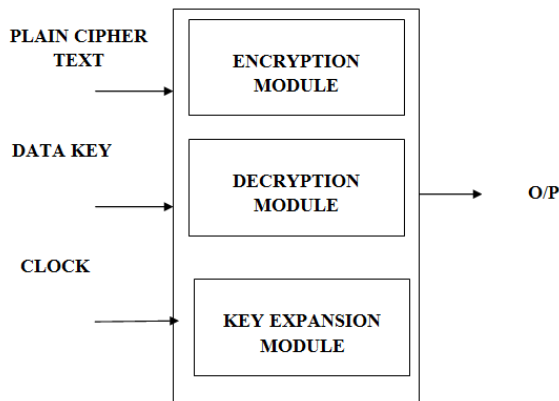 PLAIN CIPHER
TEXT
ENCRYPTION
MODULE
DATA KEY
DECRYPTION
MODULE
O/P
CLOCK
KEY EXPANSION
MODULE